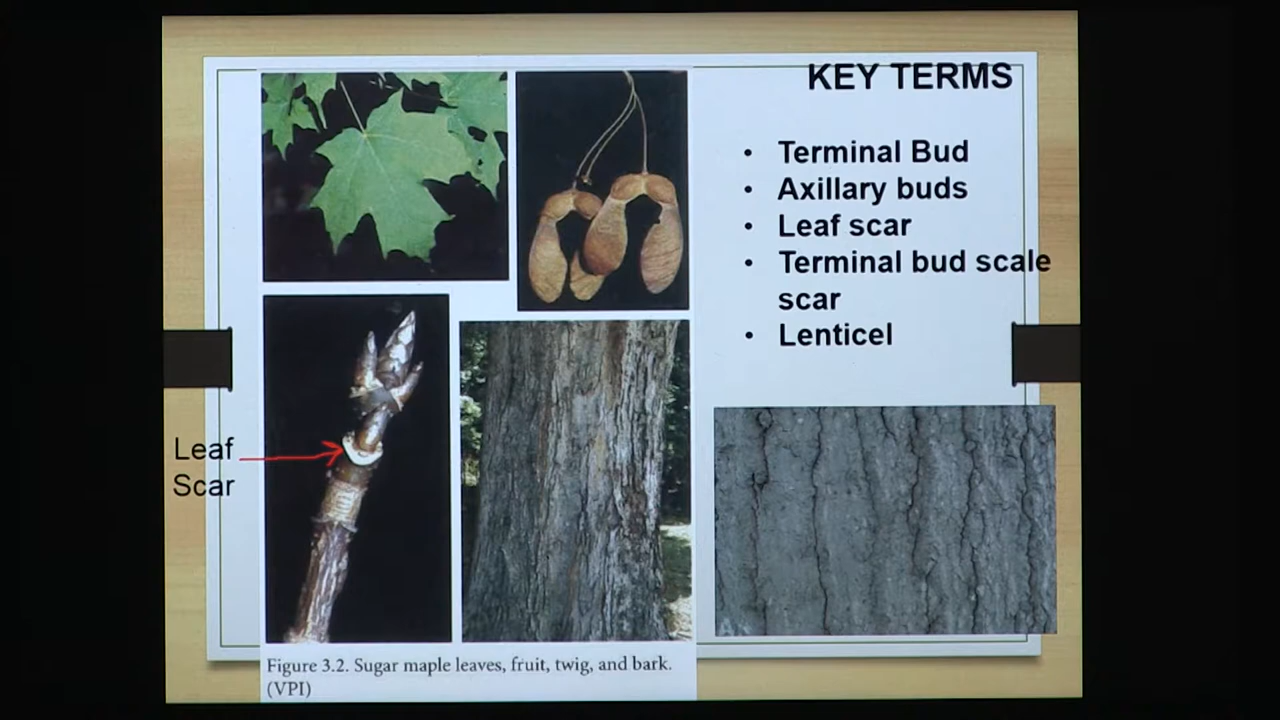 KEY TERMS
• Terminal Bud
• Axillary buds
• Leaf scar
• Terminal bud scale
scar
• Lenticel
Leaf
Scar
Figure 3.2. Sugar maple leaves, fruit, twig, and bark.
(VPI)